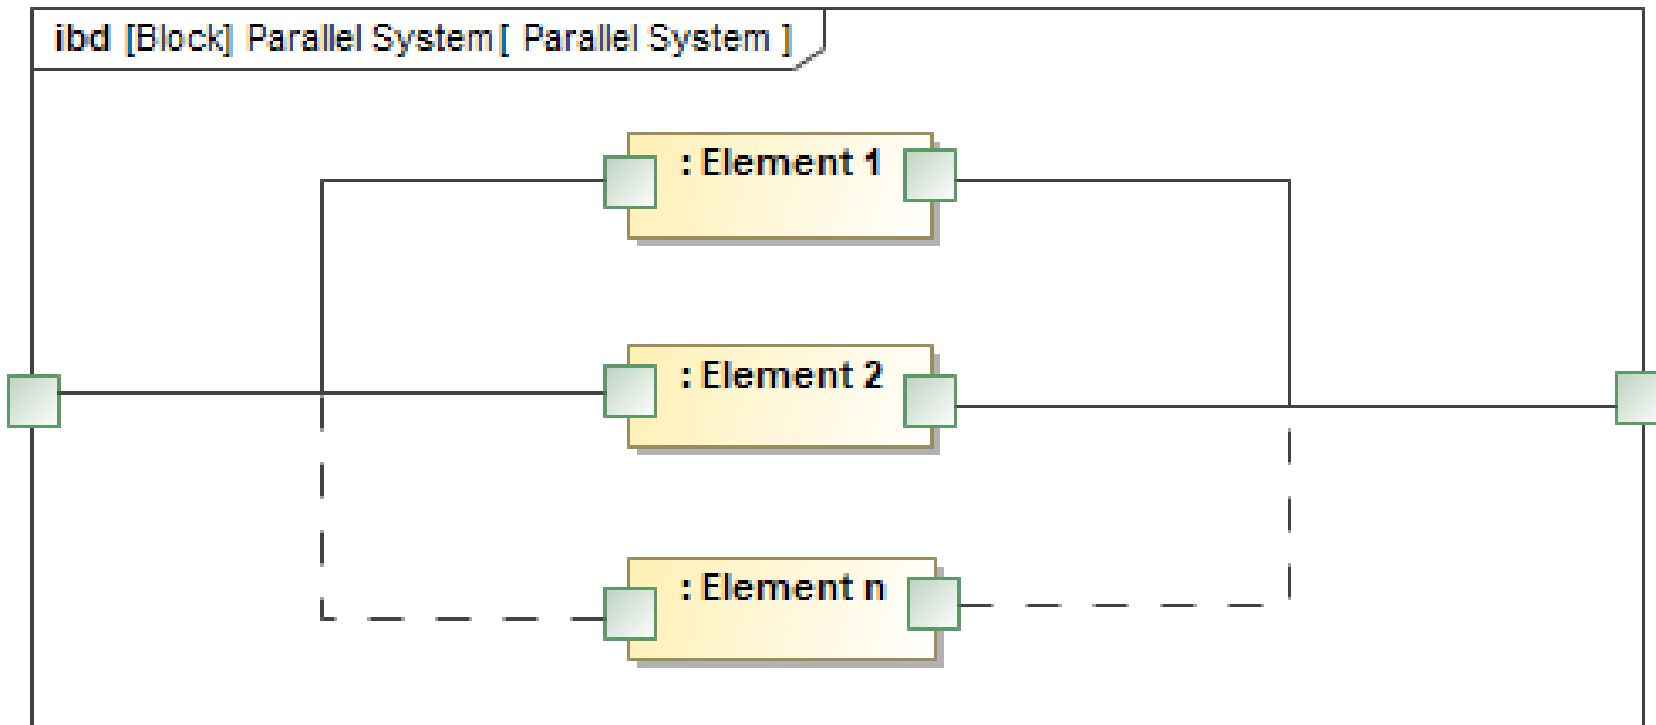 ibd [Block] Parallel System[ Parallel System ]
: Element 1
: Element 2
: Element n